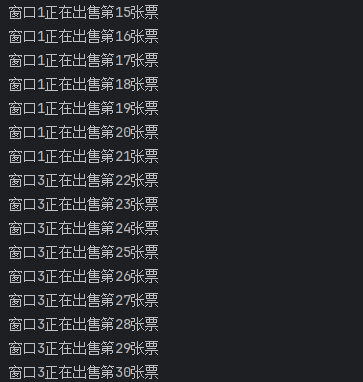 窗口1正在出售第15张票
窗口1正在出售第16张票
窗口1正在出售第17张票
窗口1正在出售第18张票
窗口1正在出售第19张票
窗口1正在出售第20张票
窗口1正在出售第21张票
窗口3正在出售第22张票
窗口3正在出售第23张票
窗口3正在出售第24张票
窗口3正在出售第25张票
窗口3正在出售第26张票
窗口3正在出售第27张票
窗口3正在出售第28张票
窗口3正在出售第29张票
窗口3正在出售第30张票